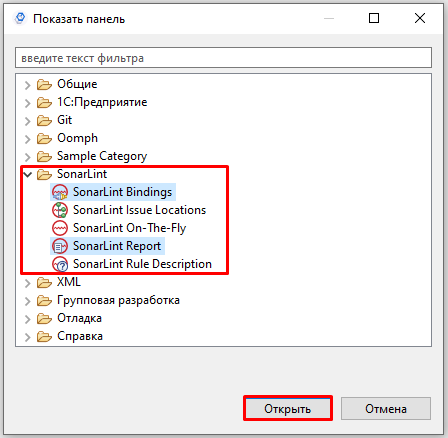 Показать панель
введите текст фильтра
Общие
1С:Предприятие
Git
Oomph
Sample Category
SonarLint
SonarLint Bindings
SonarLint Issue Locations
SonarLint On-The-Fly
SonarLint Report
SonarLint Rule Description
XML
Групповая разработка
Отладка
Справка
Открыть
Отмена